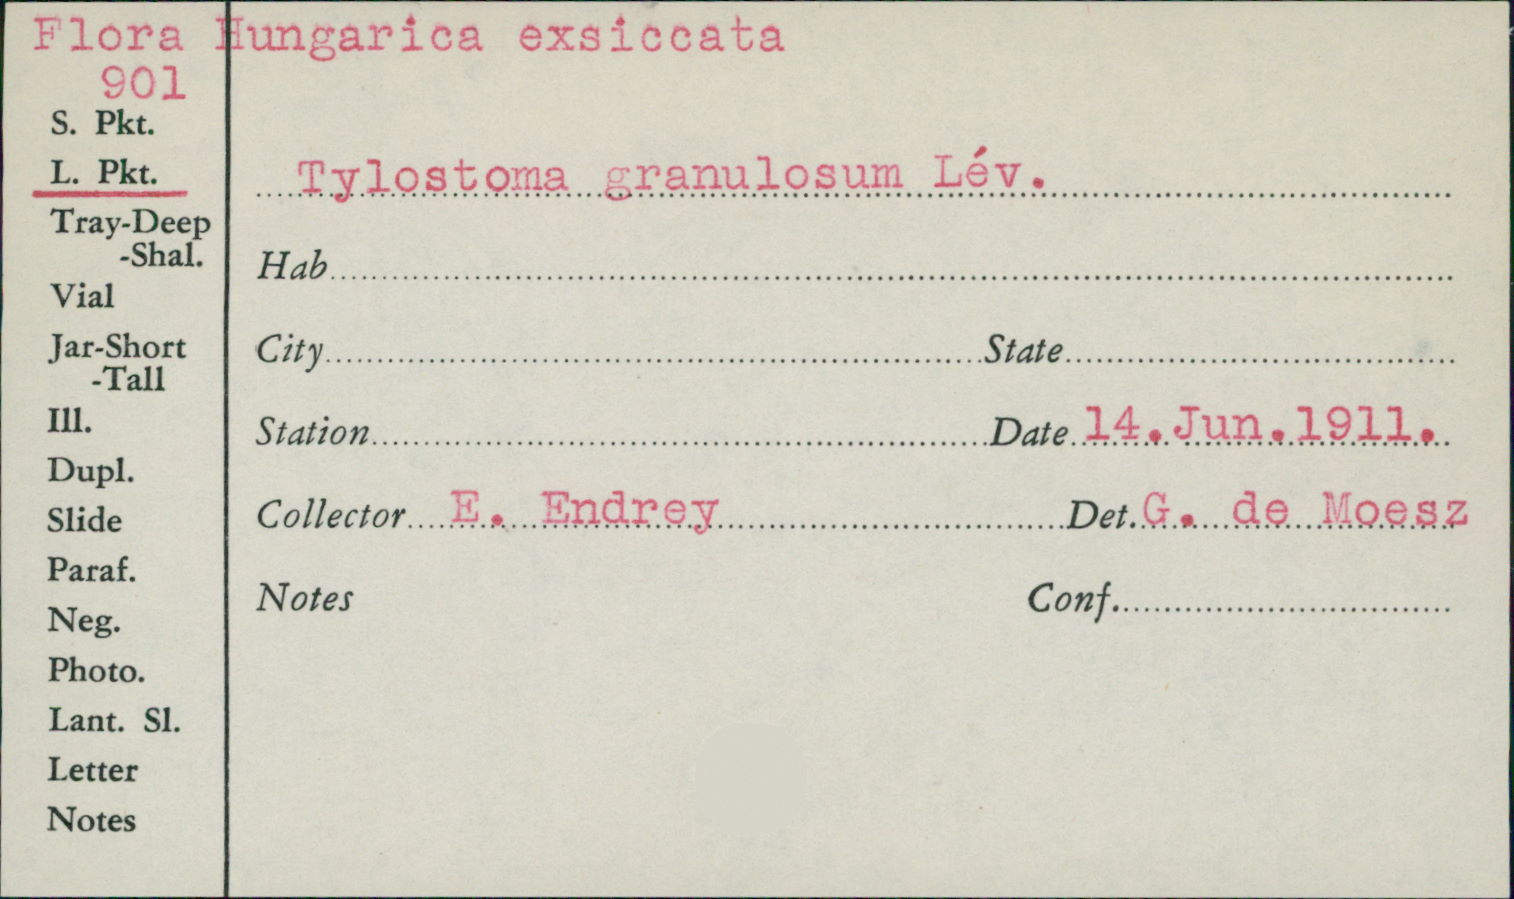 Flora Hungarica exsiccata
901
S. Pkt.
L. Pkt.
Tray-Deep
-Shal.
Vial
Jar-Short
-Tall
Ill.
Dupl.
Slide
Paraf.
Neg.
Photo.
Lant. Sl.
Letter
Notes
Tylostoma granulosum Lév.
Hab
City State
Station Date 14.Jun.1911.
Collector E. Endrey Det. G. de Moesz
Notes Conf.